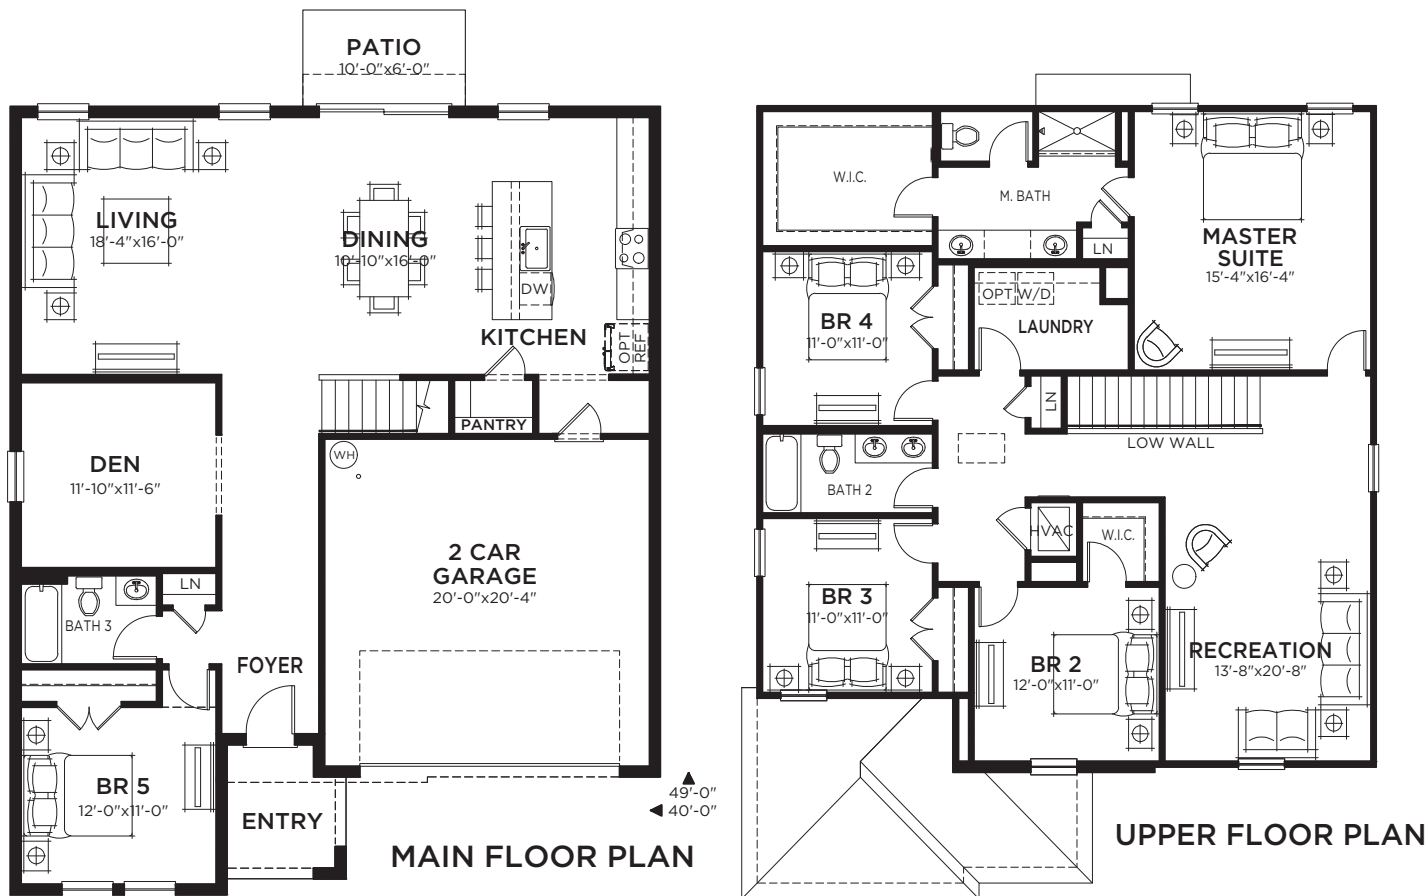 PATIO
10'-0"x6'-0"
LIVING
18'-4"x16'-0"
DINING
10'-10"x16'-0"
DW
KITCHEN
OPT
REF
PANTRY
DEN
11'-10"x11'-6"
WH
2 CAR
GARAGE
20'-0"x20'-4"
LN
BATH 3
FOYER
BR 5
12'-0"x11'-0"
ENTRY
49'-0"
40'-0"
MAIN FLOOR PLAN
W.I.C.
M. BATH
LN
MASTER
SUITE
15'-4"x16'-4"
BR 4
11'-0"x11'-0"
OPT W/D
LAUNDRY
LN
LOW WALL
BATH 2
HVAC
W.I.C.
BR 3
11'-0"x11'-0"
BR 2
12'-0"x11'-0"
RECREATION
13'-8"x20'-8"
UPPER FLOOR PLAN